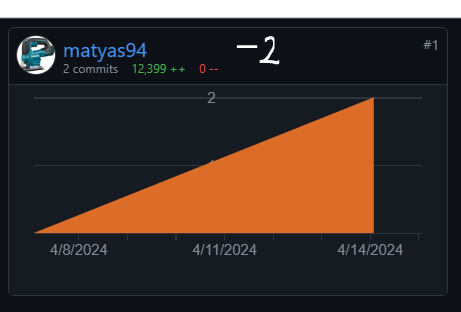 matyas94 -2 #1
2 commits 12,399 ++ 0 --
2
4/8/2024 4/11/2024 4/14/2024